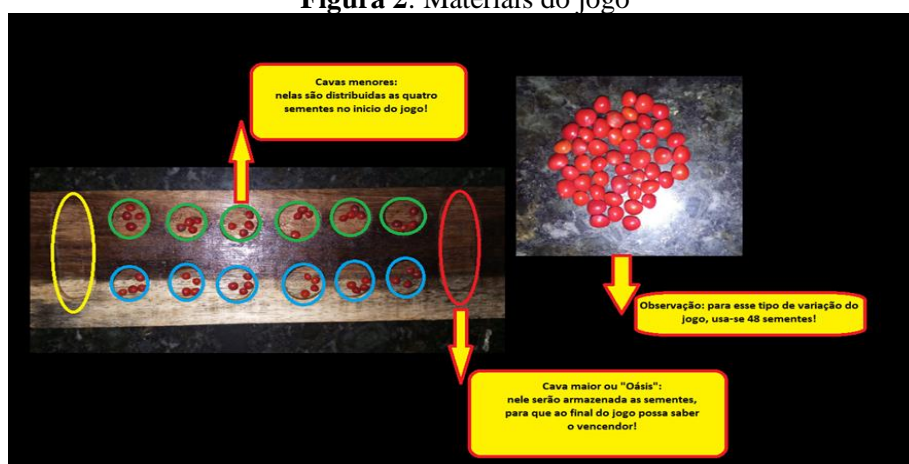 Figura 2: Materiais do jogo
Cavas menores:
nelas são distribuidas as quatro
sementes no inicio do jogo!
Observação: para esse tipo de variação do
jogo, usa-se 48 sementes!
Cava maior ou "Oásis":
nele serão armazenada as sementes,
para que ao final do jogo possa saber
o vencendor!